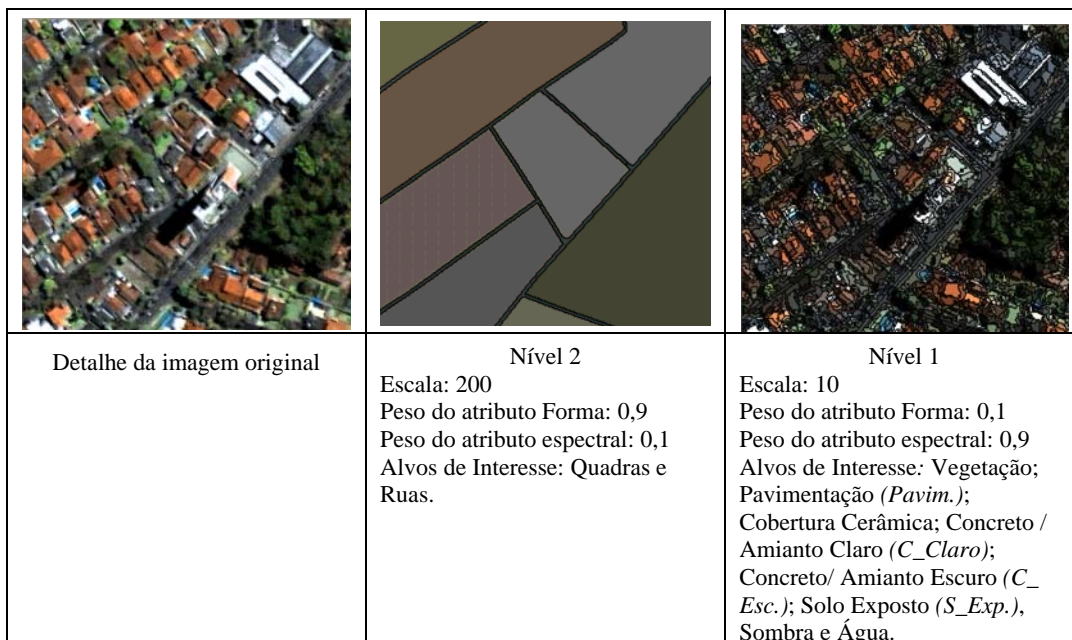 Detalhe da imagem original
Nível 2
Escala: 200
Peso do atributo Forma: 0,9
Peso do atributo espectral: 0,1
Alvos de Interesse: Quadras e
Ruas.
Nível 1
Escala: 10
Peso do atributo Forma: 0,1
Peso do atributo espectral: 0,9
Alvos de Interesse: Vegetação;
Pavimentação (Pavim.);
Cobertura Cerâmica; Concreto /
Amianto Claro (C_Claro);
Concreto/ Amianto Escuro (C_
Esc.); Solo Exposto (S_Exp.),
Sombra e Água.